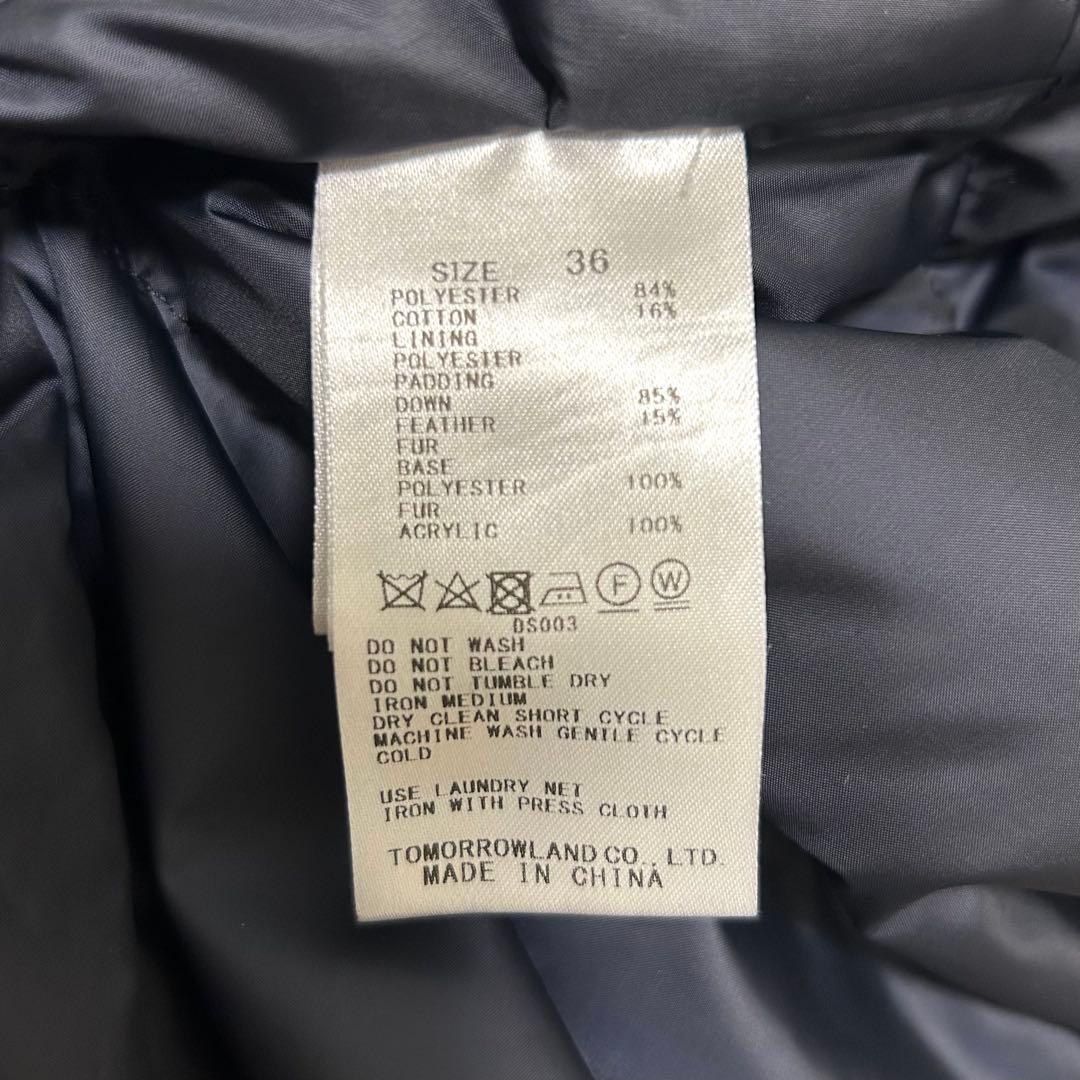 SIZE 36
POLYESTER 84%
COTTON 16%
LINING
POLYESTER
PADDING
DOWN 85%
FEATHER 15%
FUR
BASE
POLYESTER 100%
FUR
ACRYLIC 100%
F W
DS003
DO NOT WASH
DO NOT BLEACH
DO NOT TUMBLE DRY
IRON MEDIUM
DRY CLEAN SHORT CYCLE
MACHINE WASH GENTLE CYCLE
COLD
USE LAUNDRY NET
IRON WITH PRESS CLOTH
TOMORROWLAND CO., LTD.
MADE IN CHINA